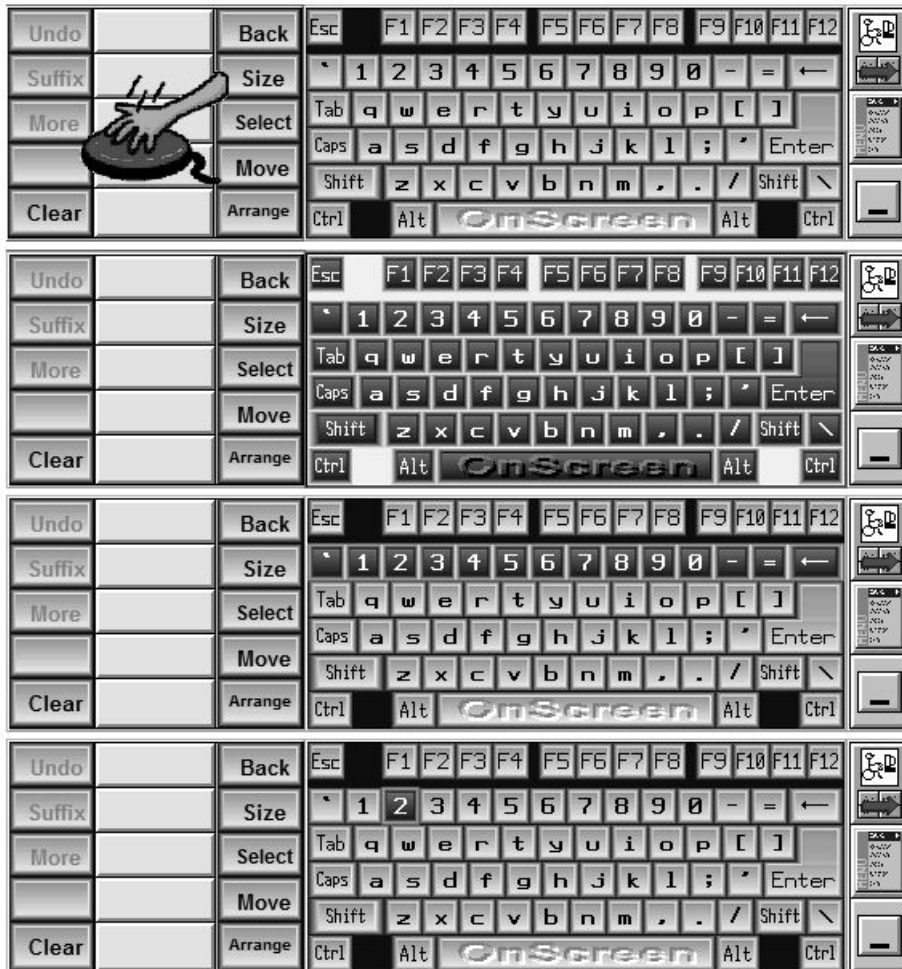 Undo Back Esc F1 F2 F3 F4 F5 F6 F7 F8 F9 F10 F11 F12
Suffix Size ` 1 2 3 4 5 6 7 8 9 0 - = ←
More Select Tab q w e r t y u i o p [ ] MENU
Move Caps a s d f g h j k l ; ' Enter
Shift z x c v b n m , . / Shift \
Clear Arrange Ctrl Alt OnScreen Alt Ctrl
Undo Back Esc F1 F2 F3 F4 F5 F6 F7 F8 F9 F10 F11 F12
Suffix Size ` 1 2 3 4 5 6 7 8 9 0 - = ←
More Select Tab q w e r t y u i o p [ ] MENU
Move Caps a s d f g h j k l ; ' Enter
Shift z x c v b n m , . / Shift \
Clear Arrange Ctrl Alt OnScreen Alt Ctrl
Undo Back Esc F1 F2 F3 F4 F5 F6 F7 F8 F9 F10 F11 F12
Suffix Size ` 1 2 3 4 5 6 7 8 9 0 - = ←
More Select Tab q w e r t y u i o p [ ] MENU
Move Caps a s d f g h j k l ; ' Enter
Shift z x c v b n m , . / Shift \
Clear Arrange Ctrl Alt OnScreen Alt Ctrl
Undo Back Esc F1 F2 F3 F4 F5 F6 F7 F8 F9 F10 F11 F12
Suffix Size ` 1 2 3 4 5 6 7 8 9 0 - = ←
More Select Tab q w e r t y u i o p [ ] MENU
Move Caps a s d f g h j k l ; ' Enter
Shift z x c v b n m , . / Shift \
Clear Arrange Ctrl Alt OnScreen Alt Ctrl